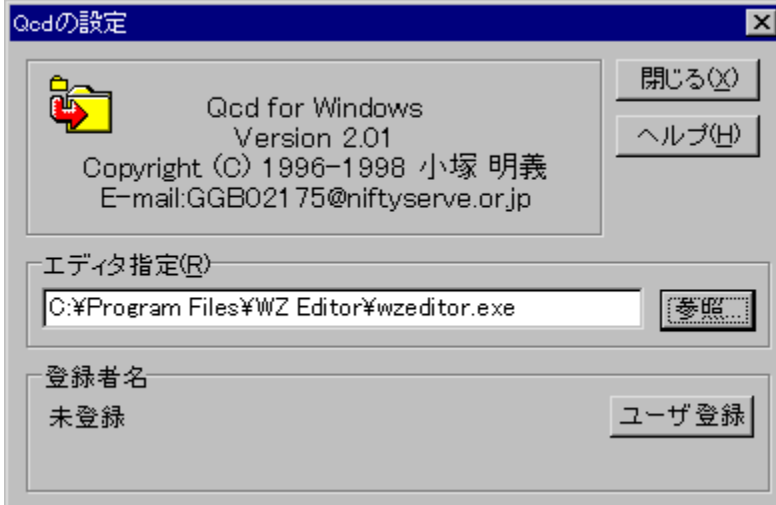 Qcdの設定
閉じる(X)
Qcd for Windows
Version 2.01
Copyright (C) 1996-1998 小塚 明義
E-mail:GGB02175@niftyserve.or.jp
ヘルプ(H)
エディタ指定(R)
C:¥Program Files¥WZ Editor¥wzeditor.exe
参照...
登録者名
未登録
ユーザ登録